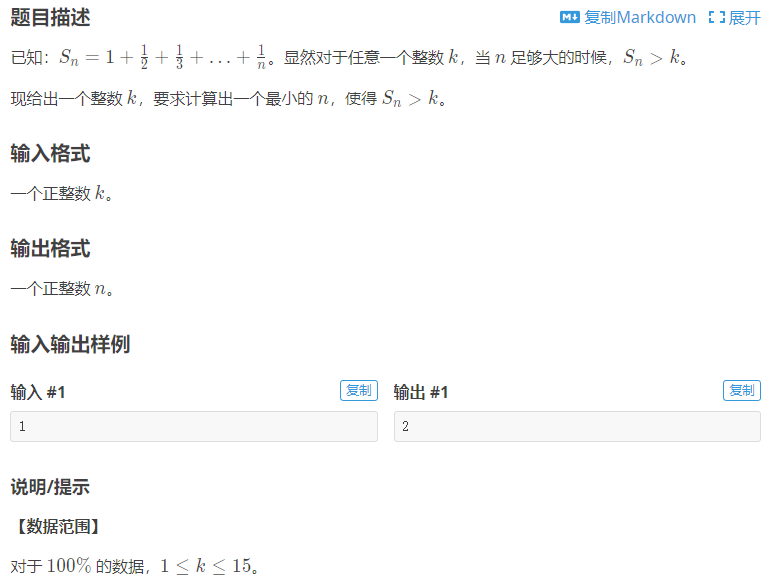 题目描述 复制Markdown 展开
已知：$S_n = 1 + \frac{1}{2} + \frac{1}{3} + \ldots + \frac{1}{n}$。显然对于任意一个整数 $k$，当 $n$ 足够大的时候，$S_n > k$。
现给出一个整数 $k$，要求计算出一个最小的 $n$，使得 $S_n > k$。
输入格式
一个正整数 $k$。
输出格式
一个正整数 $n$。
输入输出样例
输入 #1 复制 输出 #1 复制
1 2
说明/提示
【数据范围】
对于 $100\%$ 的数据，$1 \leq k \leq 15$。